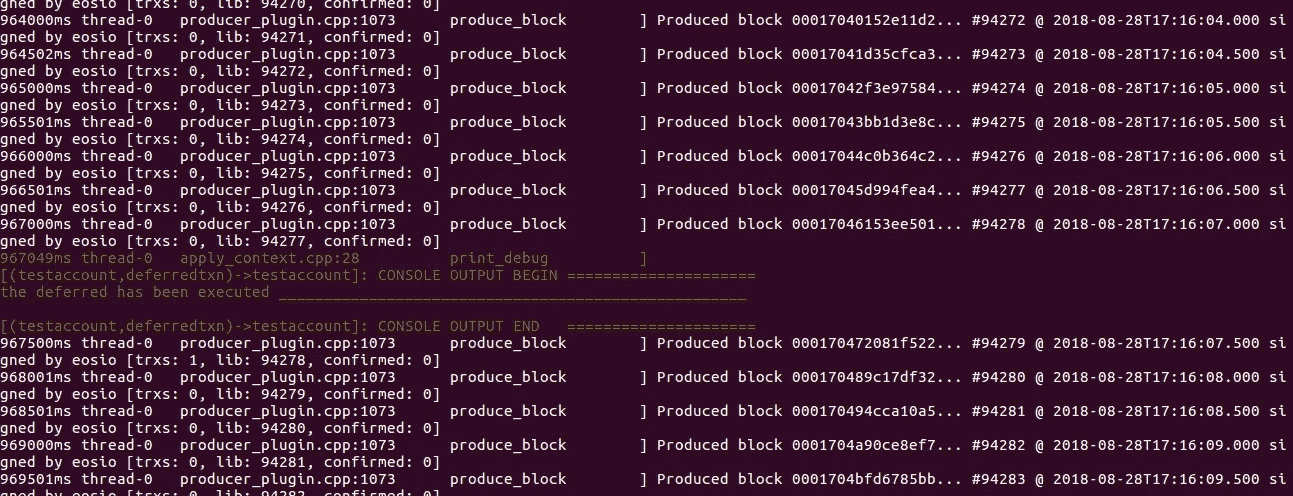 gned by eosio [trxs: 0, lib: 94270, confirmed: 0]
964000ms thread-0   producer_plugin.cpp:1073      produce_block        ] Produced block 00017040152e11d2... #94272 @ 2018-08-28T17:16:04.000 si
gned by eosio [trxs: 0, lib: 94271, confirmed: 0]
964502ms thread-0   producer_plugin.cpp:1073      produce_block        ] Produced block 00017041d35cfca3... #94273 @ 2018-08-28T17:16:04.500 si
gned by eosio [trxs: 0, lib: 94272, confirmed: 0]
965000ms thread-0   producer_plugin.cpp:1073      produce_block        ] Produced block 00017042f3e97584... #94274 @ 2018-08-28T17:16:05.000 si
gned by eosio [trxs: 0, lib: 94273, confirmed: 0]
965501ms thread-0   producer_plugin.cpp:1073      produce_block        ] Produced block 00017043bb1d3e8c... #94275 @ 2018-08-28T17:16:05.500 si
gned by eosio [trxs: 0, lib: 94274, confirmed: 0]
966000ms thread-0   producer_plugin.cpp:1073      produce_block        ] Produced block 00017044c0b364c2... #94276 @ 2018-08-28T17:16:06.000 si
gned by eosio [trxs: 0, lib: 94275, confirmed: 0]
966501ms thread-0   producer_plugin.cpp:1073      produce_block        ] Produced block 00017045d994fea4... #94277 @ 2018-08-28T17:16:06.500 si
gned by eosio [trxs: 0, lib: 94276, confirmed: 0]
967000ms thread-0   producer_plugin.cpp:1073      produce_block        ] Produced block 00017046153ee501... #94278 @ 2018-08-28T17:16:07.000 si
gned by eosio [trxs: 0, lib: 94277, confirmed: 0]
967049ms thread-0   apply_context.cpp:28          print_debug          ]
[(testaccount,deferredtxn)->testaccount]: CONSOLE OUTPUT BEGIN =====================
the deferred has been executed ____________________________________________________
[(testaccount,deferredtxn)->testaccount]: CONSOLE OUTPUT END   =====================
967500ms thread-0   producer_plugin.cpp:1073      produce_block        ] Produced block 000170472081f522... #94279 @ 2018-08-28T17:16:07.500 si
gned by eosio [trxs: 1, lib: 94278, confirmed: 0]
968001ms thread-0   producer_plugin.cpp:1073      produce_block        ] Produced block 000170489c17df32... #94280 @ 2018-08-28T17:16:08.000 si
gned by eosio [trxs: 0, lib: 94279, confirmed: 0]
968501ms thread-0   producer_plugin.cpp:1073      produce_block        ] Produced block 000170494cca10a5... #94281 @ 2018-08-28T17:16:08.500 si
gned by eosio [trxs: 0, lib: 94280, confirmed: 0]
969000ms thread-0   producer_plugin.cpp:1073      produce_block        ] Produced block 0001704a90ce8ef7... #94282 @ 2018-08-28T17:16:09.000 si
gned by eosio [trxs: 0, lib: 94281, confirmed: 0]
969501ms thread-0   producer_plugin.cpp:1073      produce_block        ] Produced block 0001704bfd6785bb... #94283 @ 2018-08-28T17:16:09.500 si
gned by eosio [trxs: 0, lib: 94282, confirmed: 0]